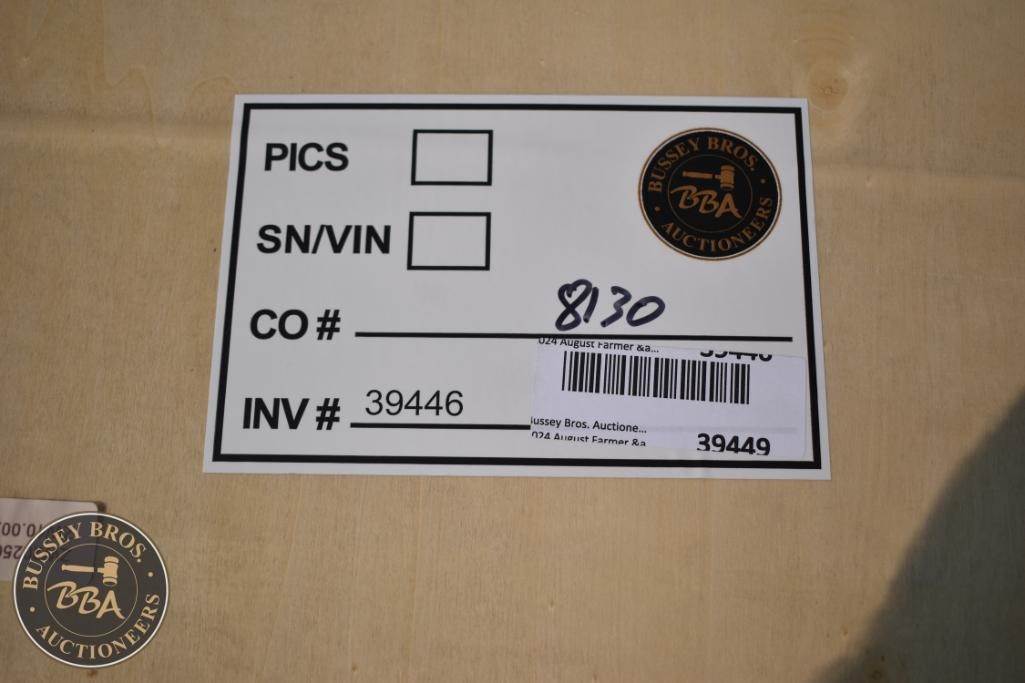 PICS
SN/VIN
CO # 8130
INV # 39446
BUSSEY BROS.
BBA
AUCTIONEERS
024 August Farmer &a...
Bussey Bros. Auctione...
024 August Farmer &a
39449
BUSSEY BROS.
BBA
AUCTIONEERS